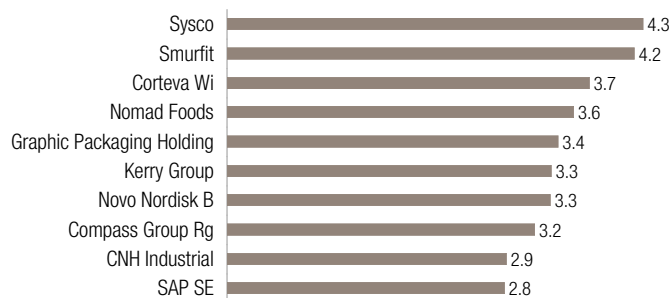 Sysco 4.3
Smurfit 4.2
Corteva Wi 3.7
Nomad Foods 3.6
Graphic Packaging Holding 3.4
Kerry Group 3.3
Novo Nordisk B 3.3
Compass Group Rg 3.2
CNH Industrial 2.9
SAP SE 2.8